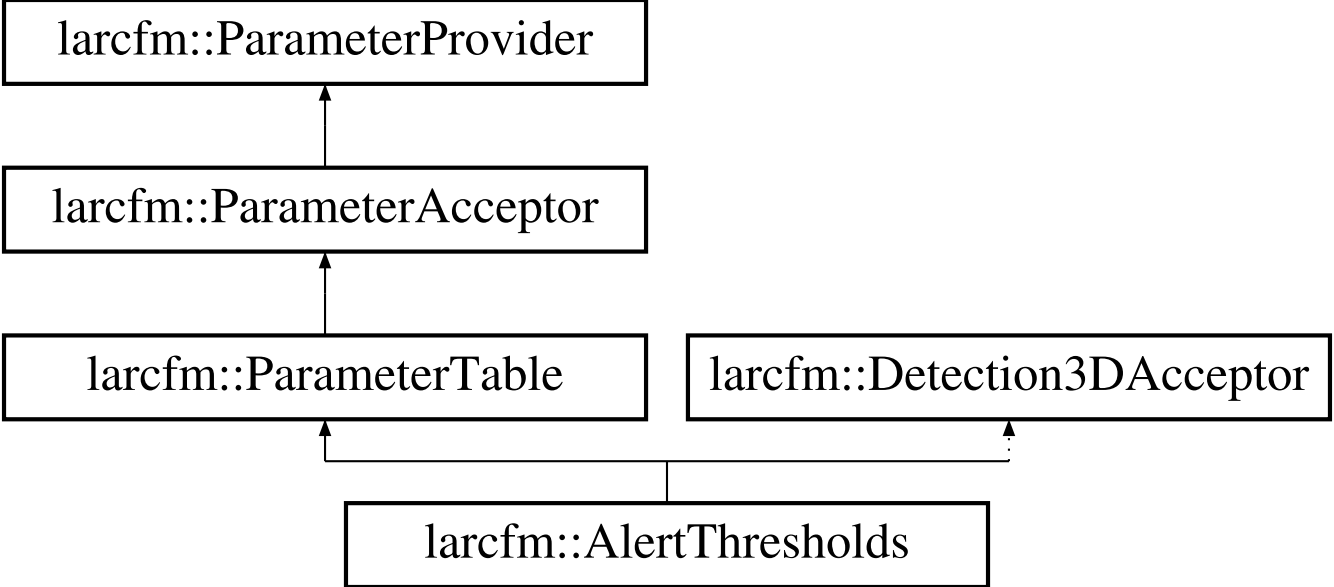 larcfm::ParameterProvider
larcfm::ParameterAcceptor
larcfm::ParameterTable
larcfm::Detection3DAcceptor
larcfm::AlertThresholds